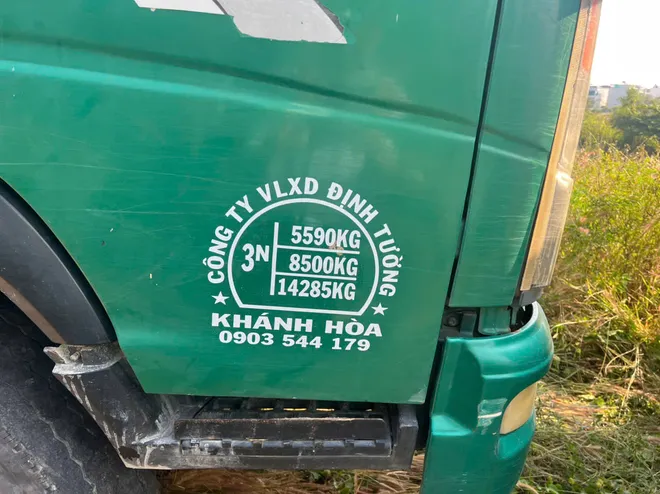 CÔNG TY VLXD ĐỊNH TƯỜNG
3N
5590KG
8500KG
14285KG
KHÁNH HÒA
0903 544 179